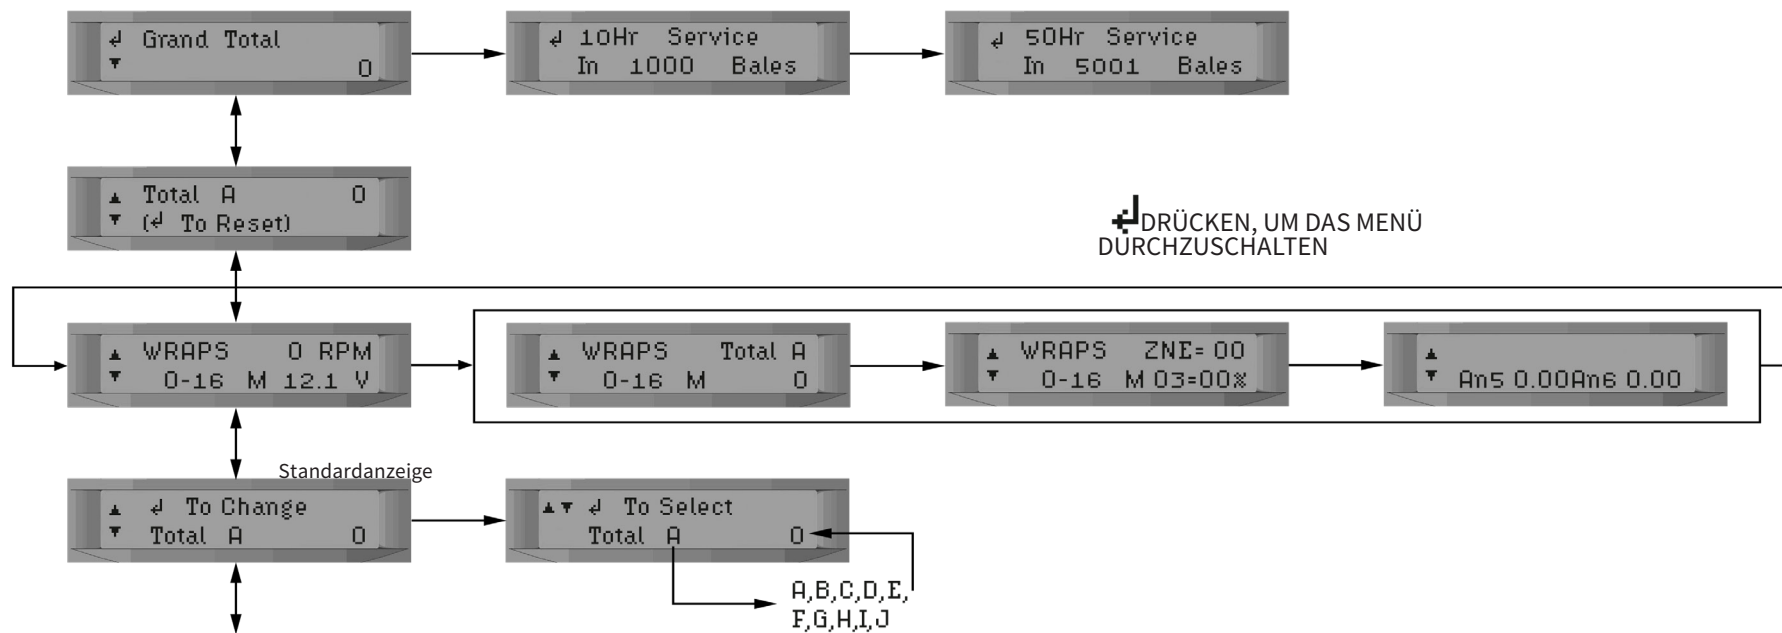 ↲ Grand Total
▼ 0
↲ 10Hr Service
In 1000 Bales
↲ 50Hr Service
In 5001 Bales
▲ Total A 0
▼ (↲ To Reset)
↲ DRÜCKEN, UM DAS MENÜ
DURCHZUSCHALTEN
▲ WRAPS 0 RPM
▼ 0-16 M 12.1 V
▲ WRAPS Total A
▼ 0-16 M 0
▲ WRAPS ZNE= 00
▼ 0-16 M 03=00%
▲
▼ An5 0.00An6 0.00
Standardanzeige
▲ ↲ To Change
▼ Total A 0
▲▼ ↲ To Select
Total A 0
A,B,C,D,E,
F,G,H,I,J